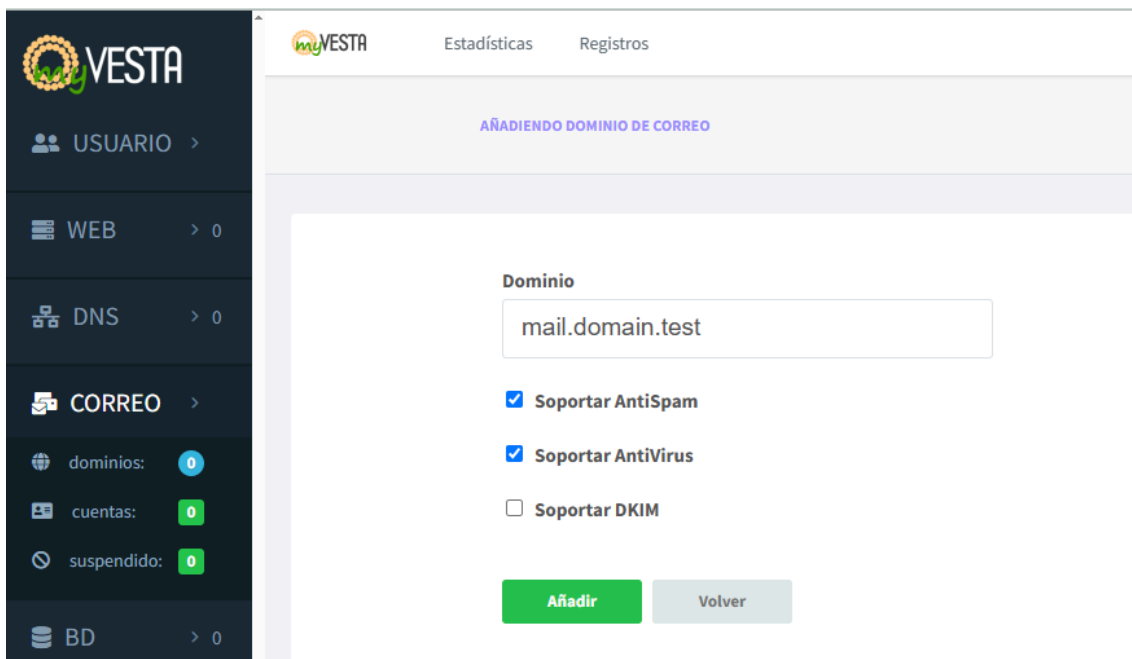 myVESTA
USUARIO
WEB 0
DNS 0
CORREO
dominios: 0
cuentas: 0
suspendido: 0
BD 0
myVESTA Estadísticas Registros
AÑADIENDO DOMINIO DE CORREO
Dominio
mail.domain.test
Soportar AntiSpam
Soportar AntiVirus
Soportar DKIM
Añadir Volver